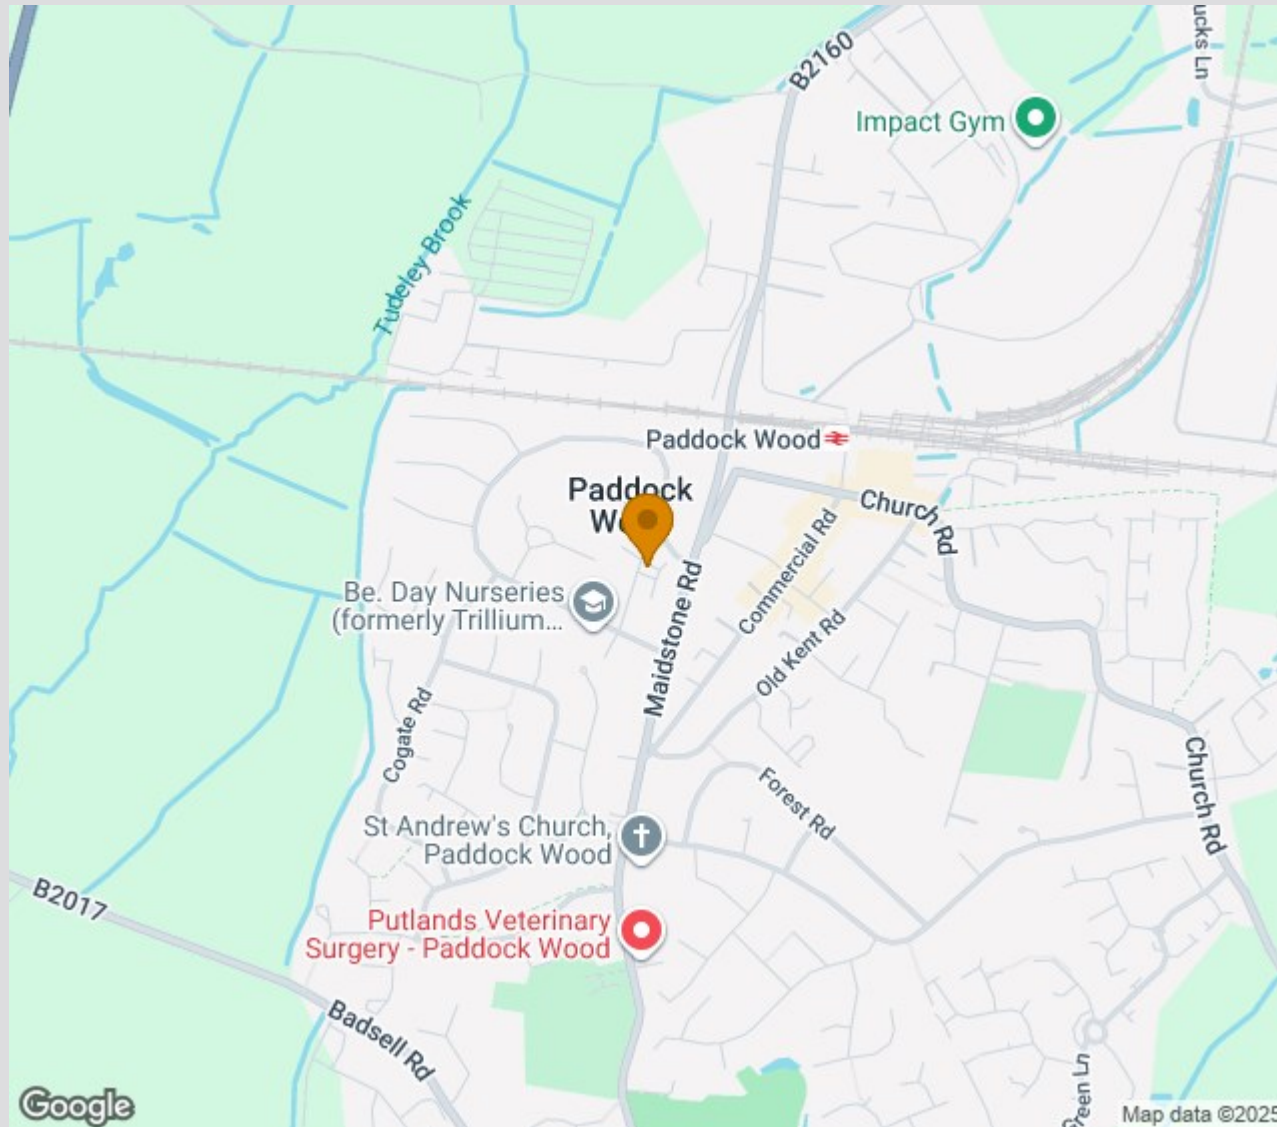 B2160
ucks Ln
Impact Gym
Tudeley Brook
Paddock Wood
Paddock
Church Rd
Commercial Rd
Be. Day Nurseries
(formerly Trillium...
Maidstone Rd
Old Kent Rd
Cogate Rd
Forest Rd
Church Rd
St Andrew's Church,
Paddock Wood
B2017
Putlands Veterinary
Surgery - Paddock Wood
Badsell Rd
Green Ln
Google
Map data ©2025